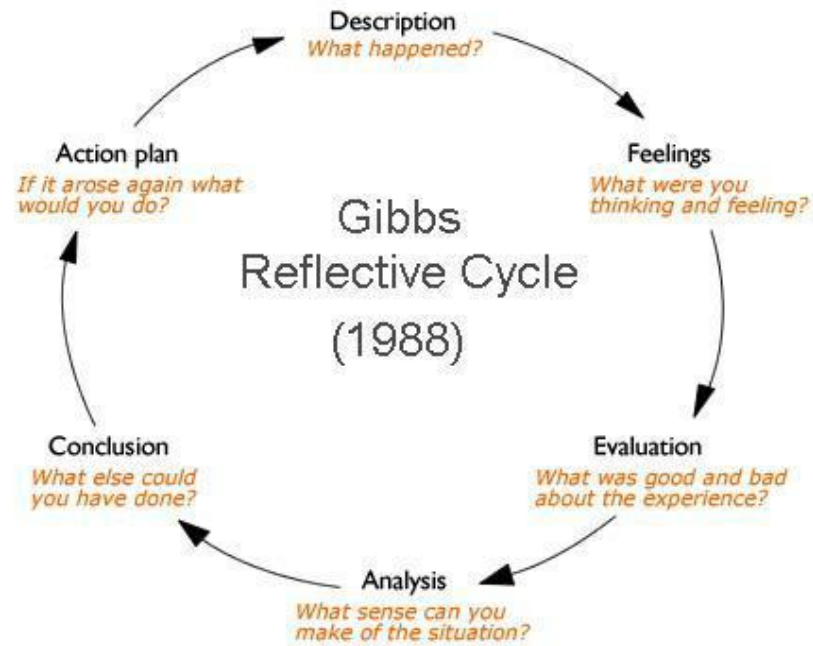 Description
What happened?
Feelings
What were you
thinking and feeling?
Evaluation
What was good and bad
about the experience?
Analysis
What sense can you
make of the situation?
Conclusion
What else could
you have done?
Action plan
If it arose again what
would you do?
Gibbs
Reflective Cycle
(1988)